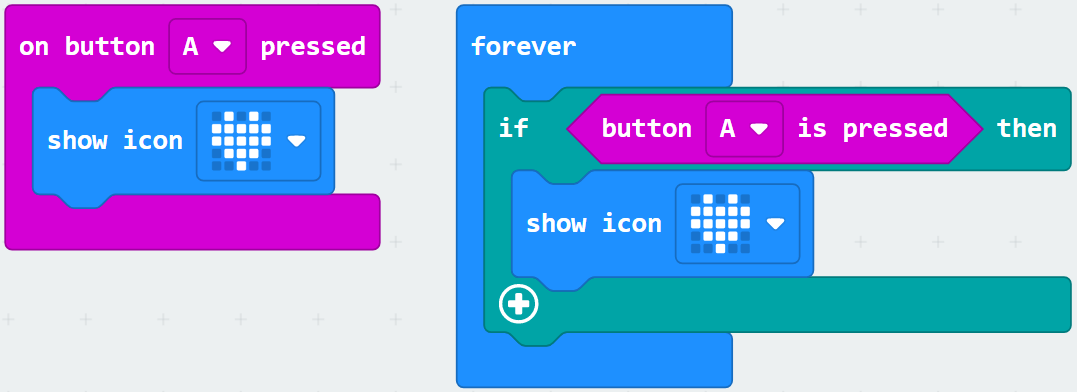 on button A pressed
show icon
forever
if button A is pressed then
show icon